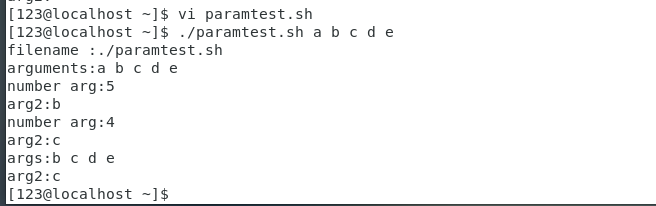 [123@localhost ~]$ vi paramtest.sh
[123@localhost ~]$ ./paramtest.sh a b c d e
filename :./paramtest.sh
arguments:a b c d e
number arg:5
arg2:b
number arg:4
arg2:c
args:b c d e
arg2:c
[123@localhost ~]$